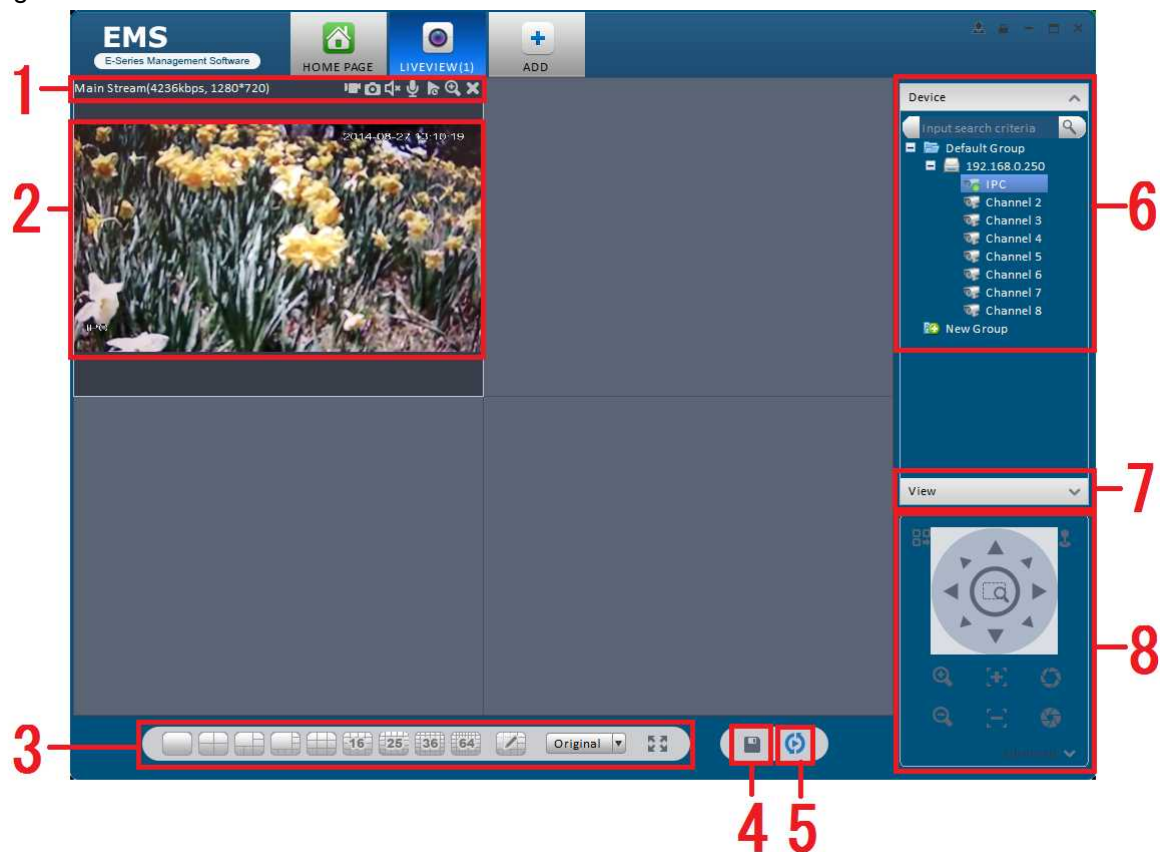 EMS
E-Series Management Software
HOME PAGE
LIVEVIEW(1)
ADD
1
Main Stream(4236kbps, 1280*720)
2014-08-27 13:10:19
2
IPC
Device
Input search criteria
Default Group
192.168.0.250
IPC
Channel 2
Channel 3
Channel 4
Channel 5
Channel 6
Channel 7
Channel 8
New Group
6
View
7
8
3
16
25
36
64
Original
4
5